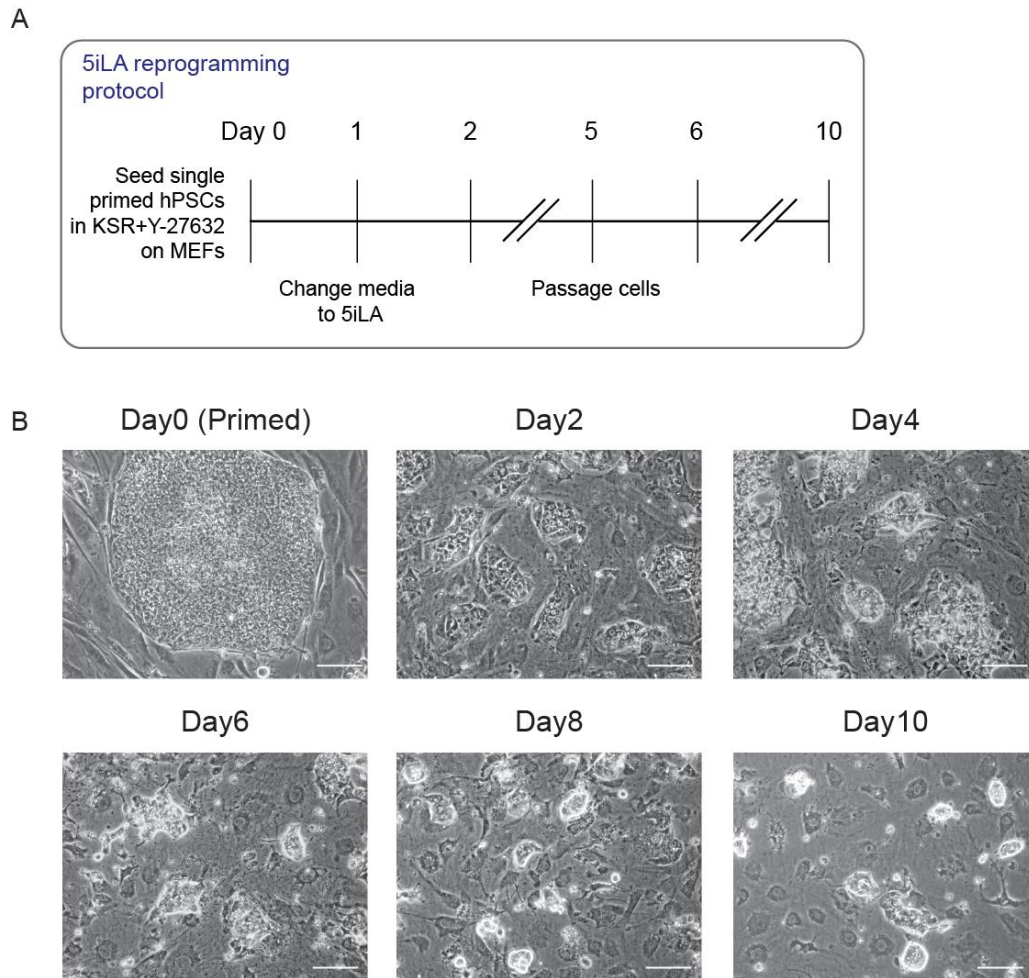 A
5iLA reprogramming
protocol
Day 0 1 2 5 6 10
Seed single
primed hPSCs
in KSR+Y-27632
on MEFs
Change media
to 5iLA
Passage cells
B
Day0 (Primed)
Day2
Day4
Day6
Day8
Day10